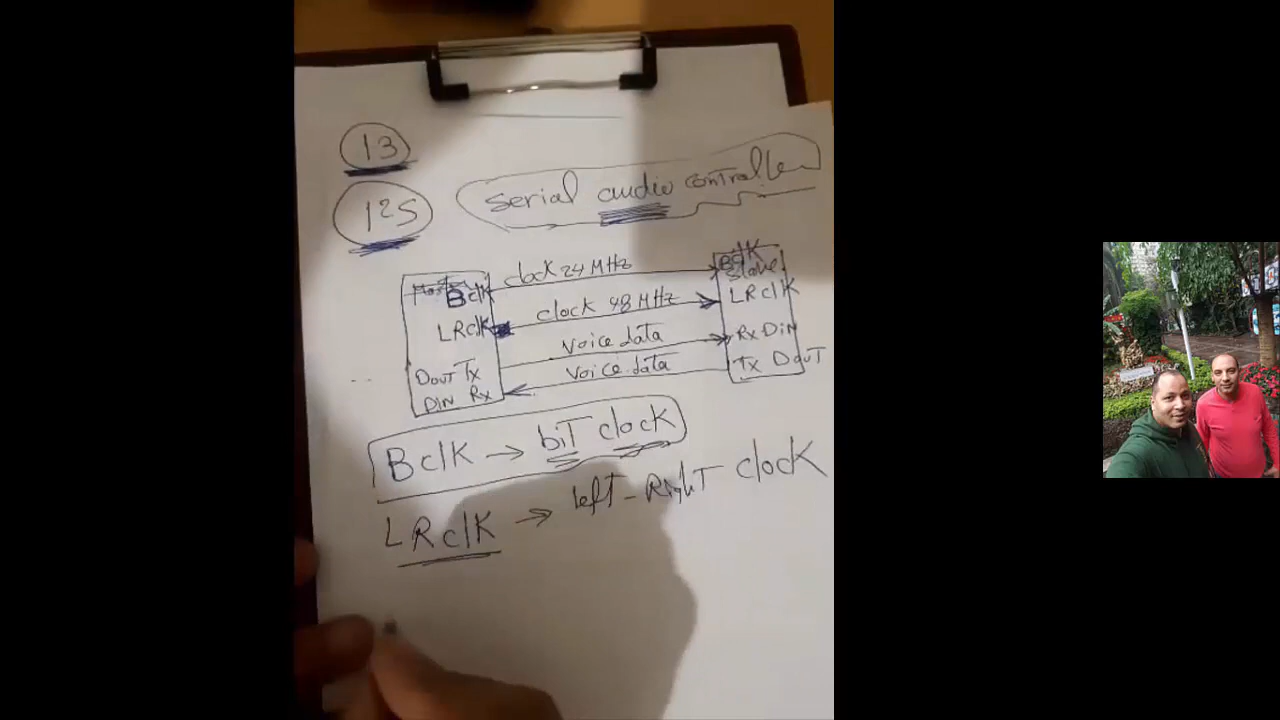 13
I2S
serial audio controller
clock 24 MHz
Bclk
slave
clock 48 MHz
LRclk
LRclk
voice data
Rx Din
Dout Tx
voice data
Tx Dout
Din Rx
Bclk → bit clock
LRclk → left - Right clock